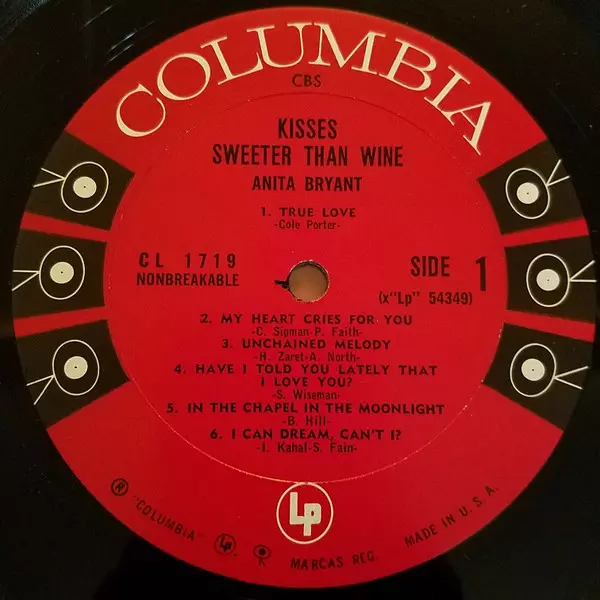 COLUMBIA
CBS
KISSES
SWEETER THAN WINE
ANITA BRYANT
1. TRUE LOVE
-Cole Porter-
CL 1719
NONBREAKABLE
SIDE 1
(x"Lp" 54349)
2. MY HEART CRIES FOR YOU
-C. Sigman-P. Faith-
3. UNCHAINED MELODY
-H. Zaret-A. North-
4. HAVE I TOLD YOU LATELY THAT
I LOVE YOU?
-S. Wiseman-
5. IN THE CHAPEL IN THE MOONLIGHT
-B. Hill-
6. I CAN DREAM, CAN'T I?
-I. Kahal-S. Fain-
Lp
® "COLUMBIA" Lp MARCAS REG. MADE IN U.S.A.